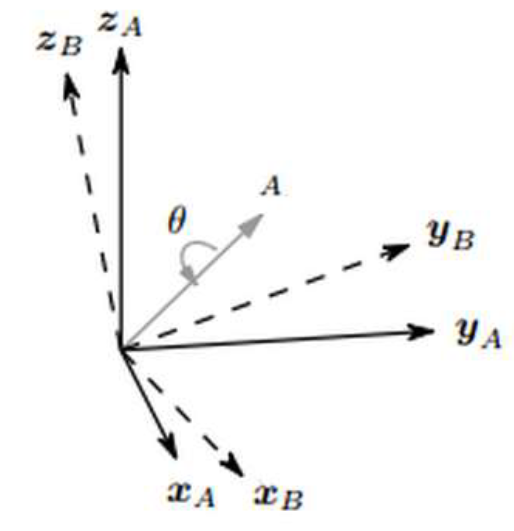 z_B z_A
A
θ
y_B
y_A
x_A x_B